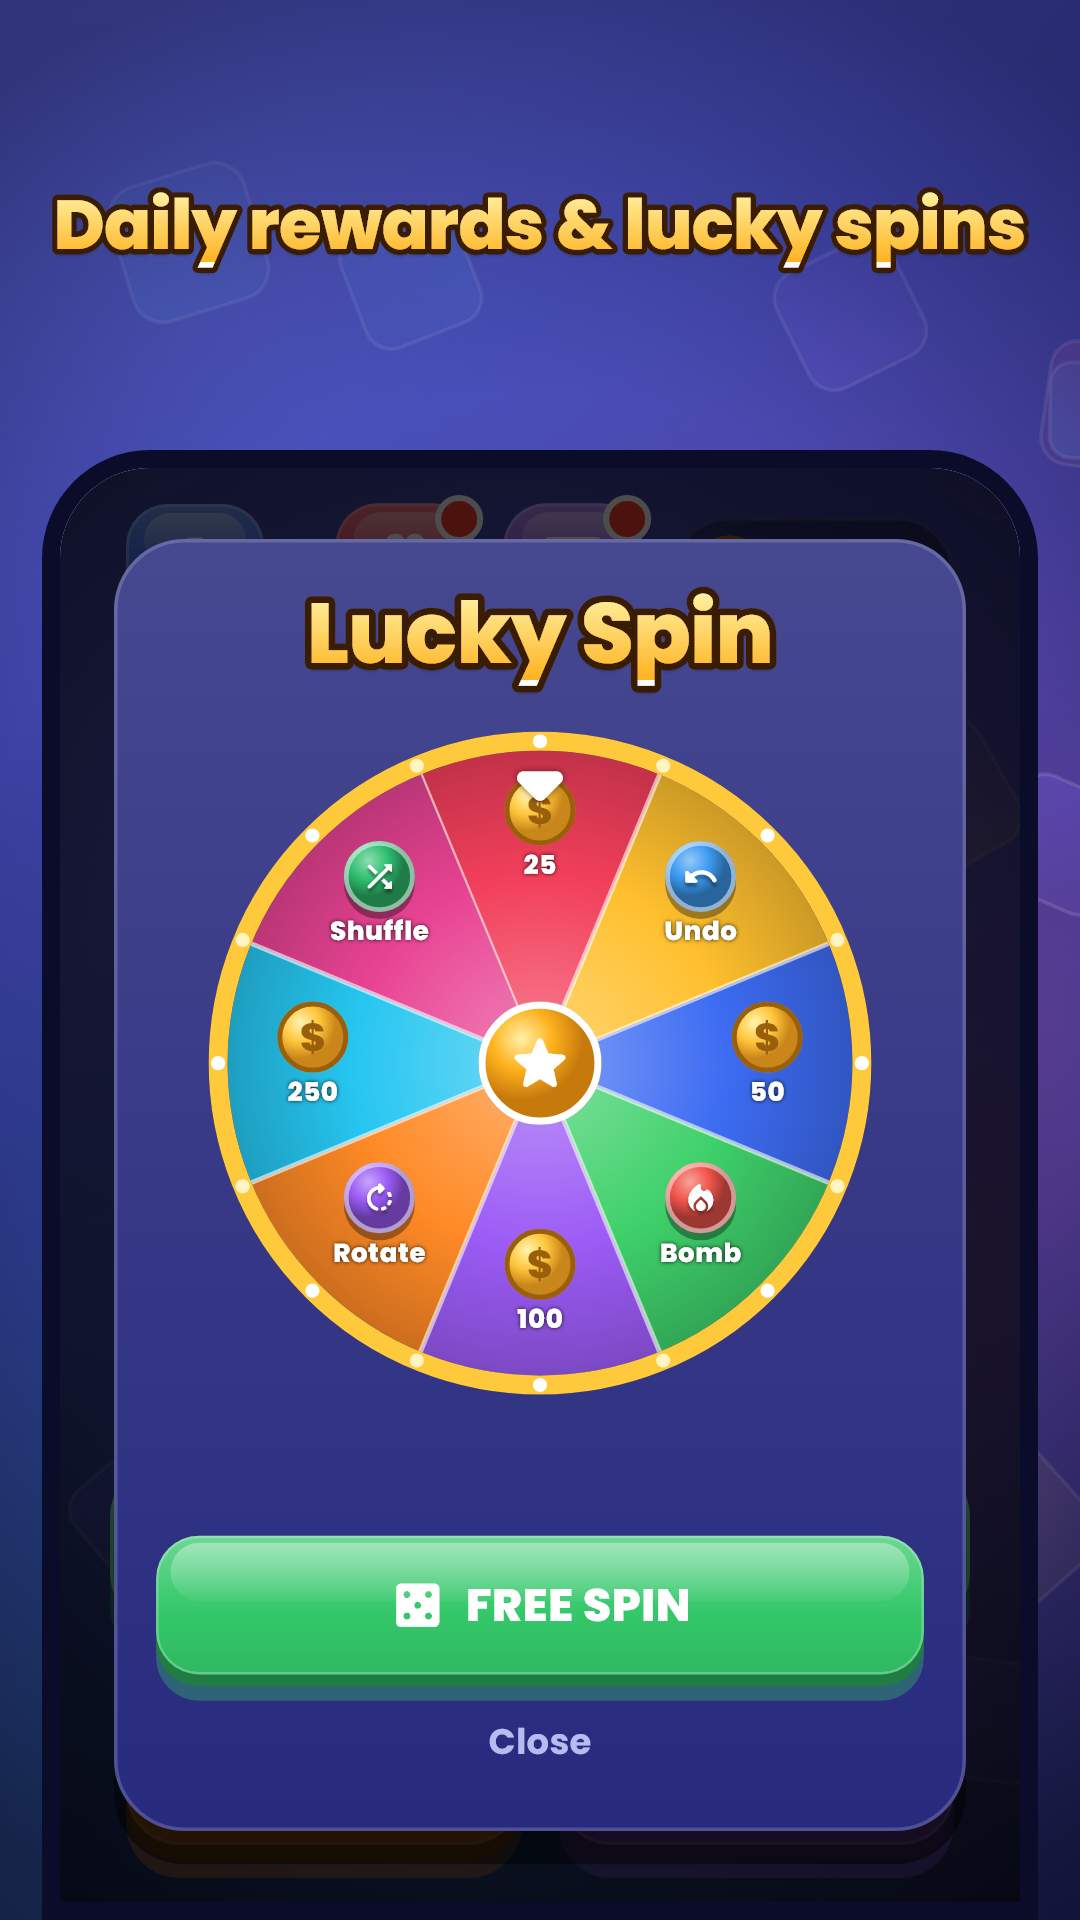 Daily rewards & lucky spins
Lucky Spin
$
25
Shuffle
Undo
$
250
$
50
Rotate
Bomb
$
100
FREE SPIN
Close